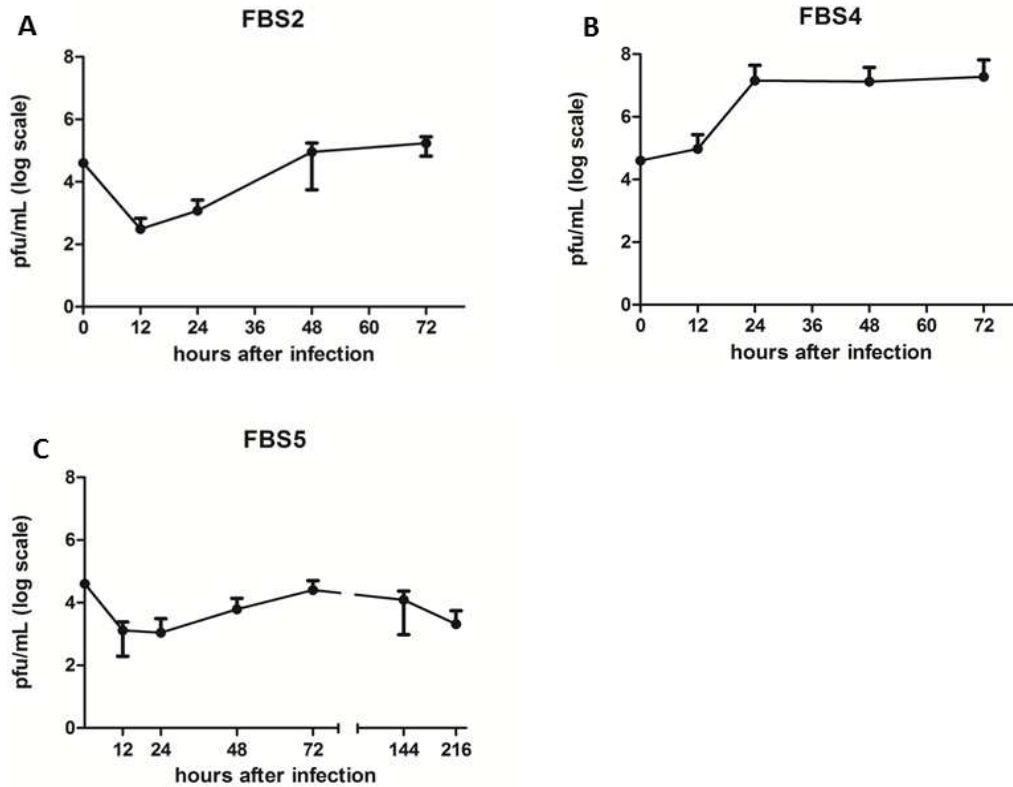 A
FBS2
8
6
4
2
0
pfu/mL (log scale)
0 12 24 36 48 60 72
hours after infection
B
FBS4
8
6
4
2
0
pfu/mL (log scale)
0 12 24 36 48 60 72
hours after infection
C
FBS5
8
6
4
2
0
pfu/mL (log scale)
12 24 48 72 144 216
hours after infection